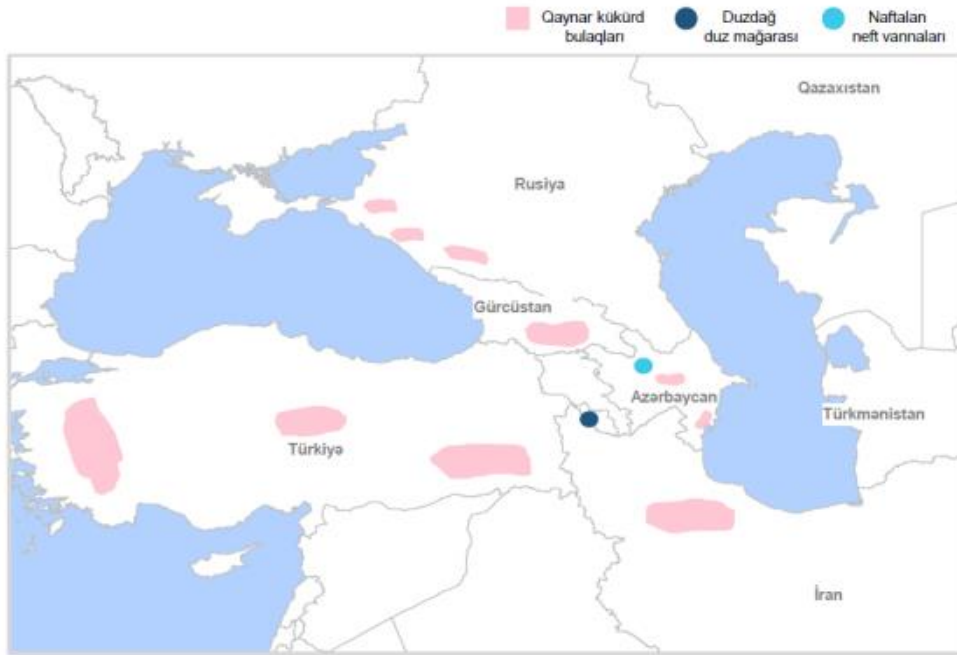 Qaynar kükürd
bulaqları
Duzdağ
duz mağarası
Naftalan
neft vannaları
Qazaxıstan
Rusiya
Gürcüstan
Azərbaycan
Türkmənistan
Türkiyə
İran